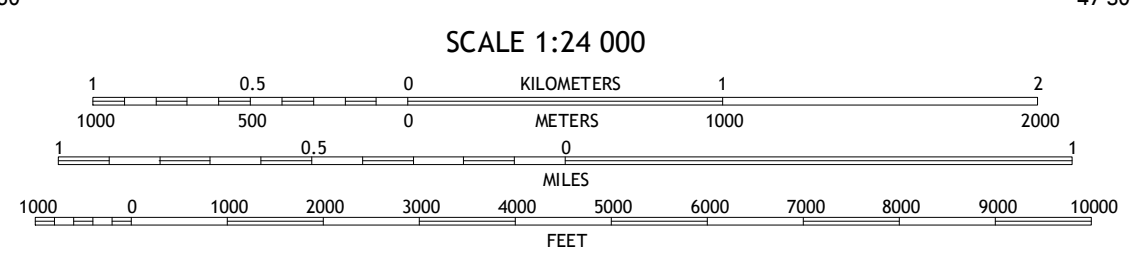 SCALE 1:24 000
1 0.5 0 KILOMETERS 1 2
1000 500 0 METERS 1000 2000
1 0.5 0 1
MILES
1000 0 1000 2000 3000 4000 5000 6000 7000 8000 9000 10000
FEET